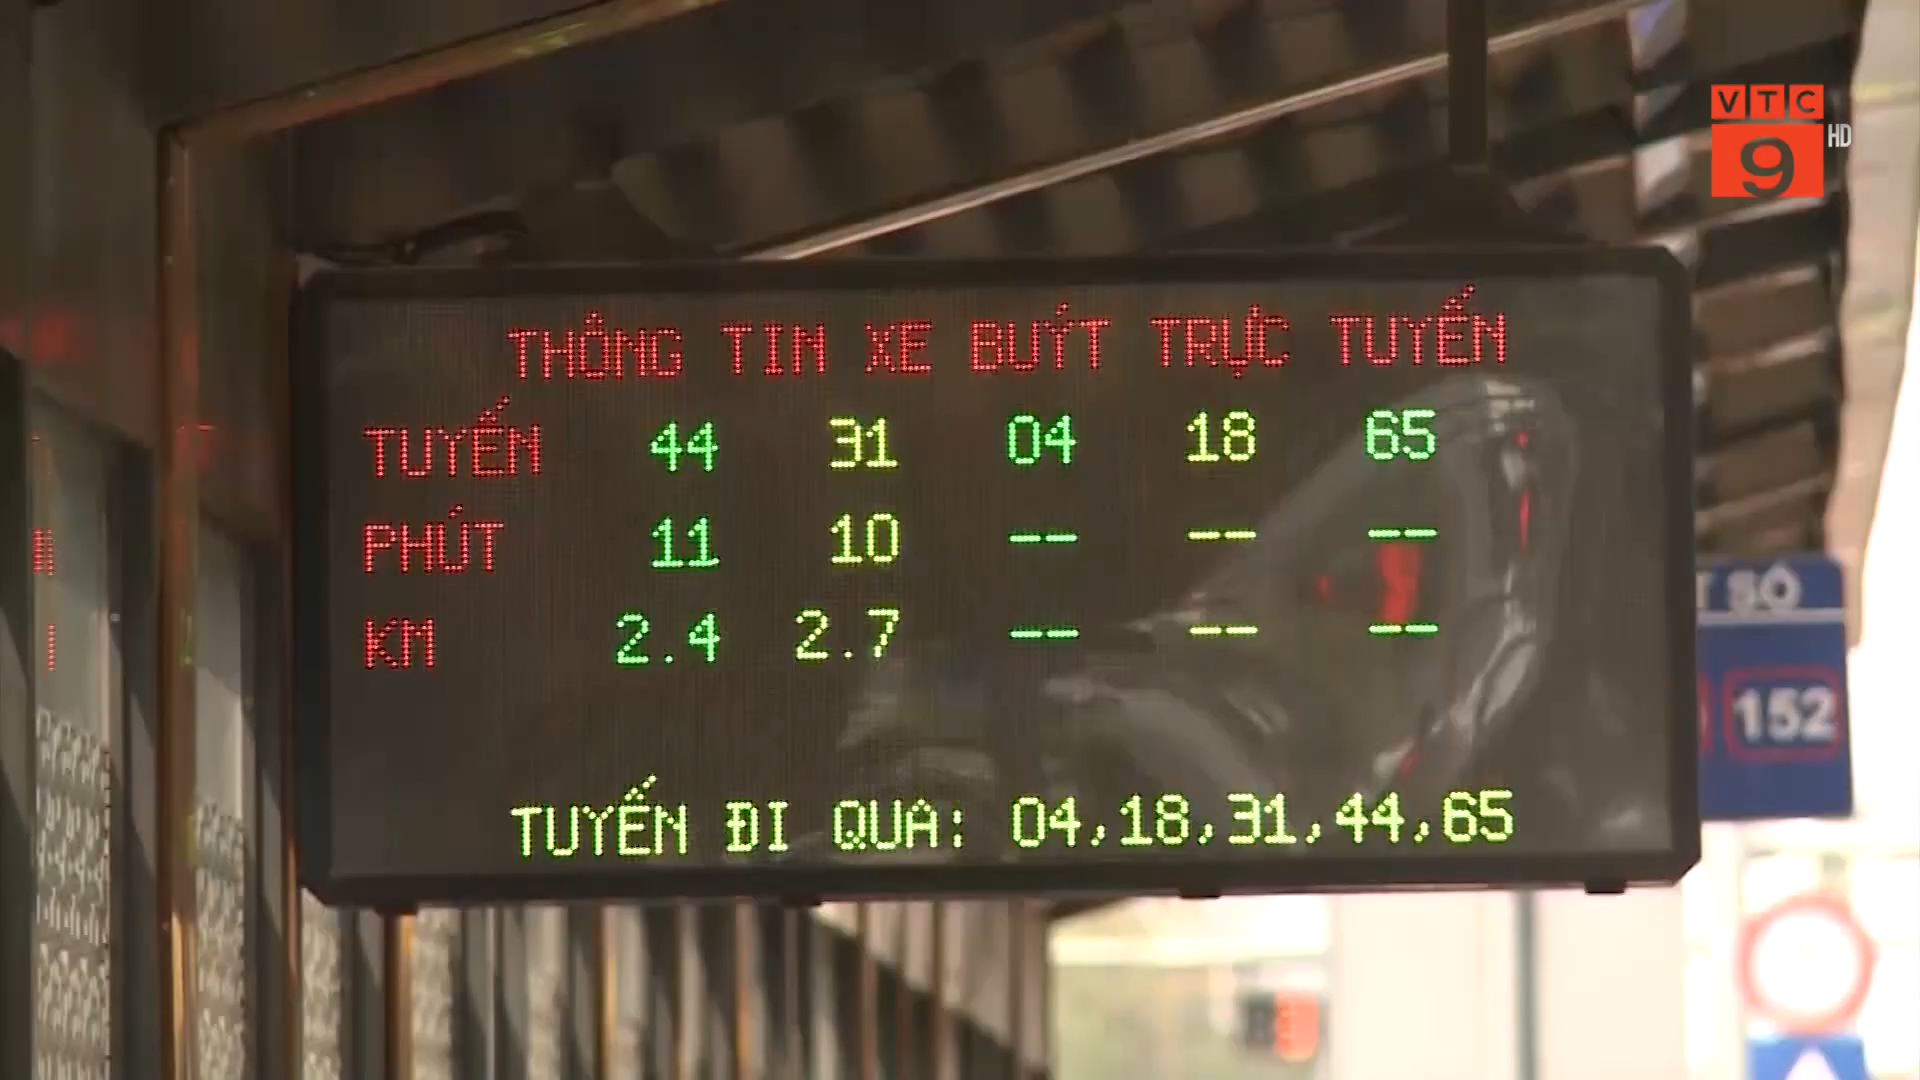 VTC
9 HD
THÔNG TIN XE BUÝT TRỰC TUYẾN
TUYẾN 44 31 04 18 65
PHÚT 11 10 -- -- --
KM 2.4 2.7 -- -- --
TUYẾN ĐI QUA: 04,18,31,44,65
SỐ
152